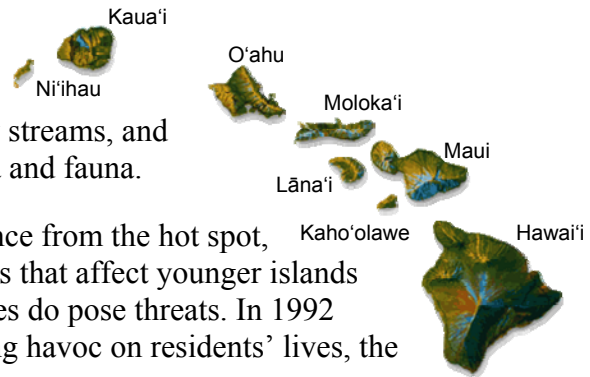 Kaua‘i
O‘ahu
Ni‘ihau
Moloka‘i
streams, and
Maui
and fauna.
Lāna‘i
nce from the hot spot,
Kaho‘olawe
Hawai‘i
s that affect younger islands
es do pose threats. In 1992
ng havoc on residents’ lives, the